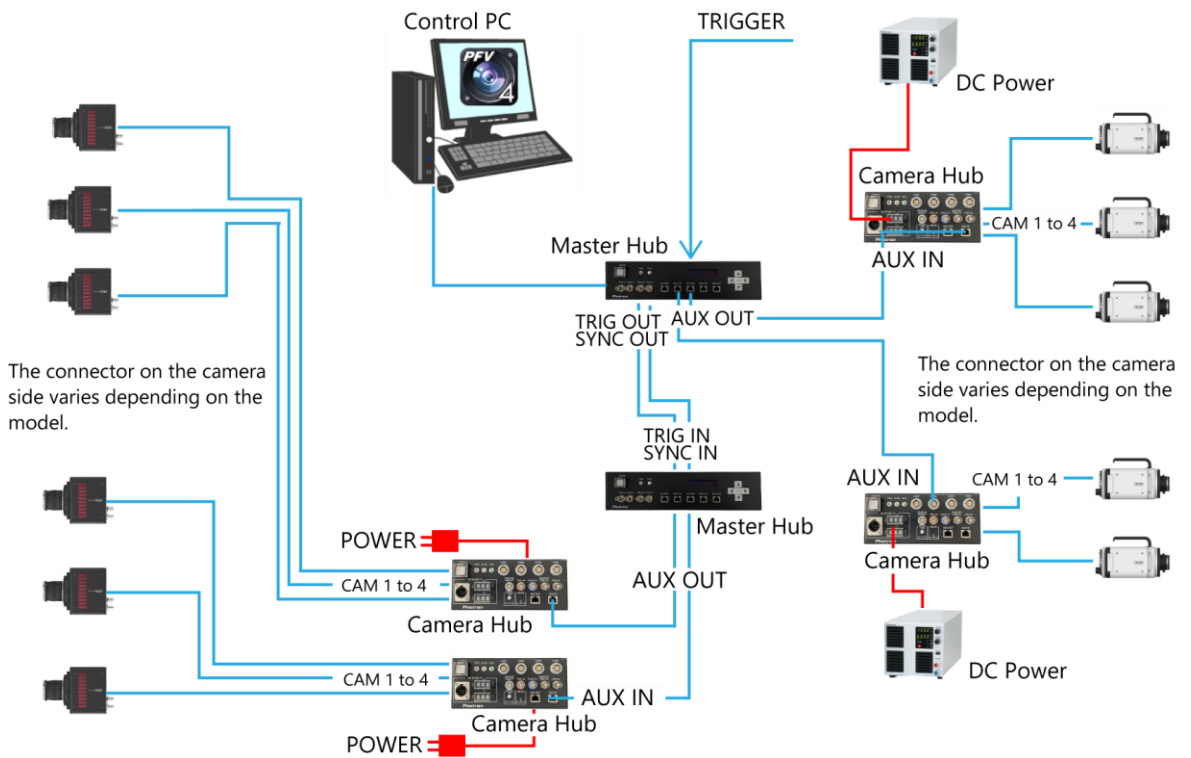 Control PC
TRIGGER
PFV
4
DC Power
Camera Hub
CAM 1 to 4
AUX IN
Master Hub
TRIG OUT
SYNC OUT
AUX OUT
The connector on the camera
side varies depending on the
model.
The connector on the camera
side varies depending on the
model.
TRIG IN
SYNC IN
Master Hub
AUX IN
CAM 1 to 4
Camera Hub
POWER
CAM 1 to 4
Photron
Camera Hub
AUX OUT
DC Power
CAM 1 to 4
AUX IN
Photron
Camera Hub
POWER